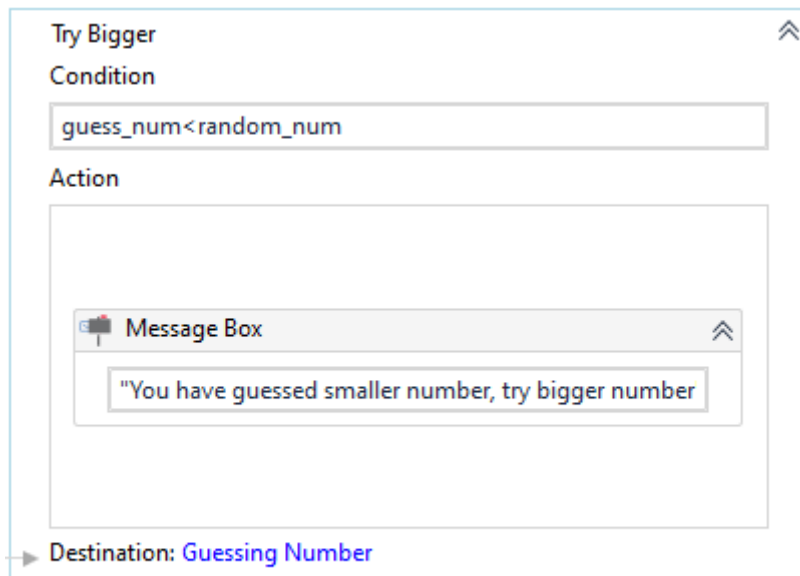 Try Bigger
Condition
guess_num<random_num
Action
Message Box
"You have guessed smaller number, try bigger number
Destination: Guessing Number